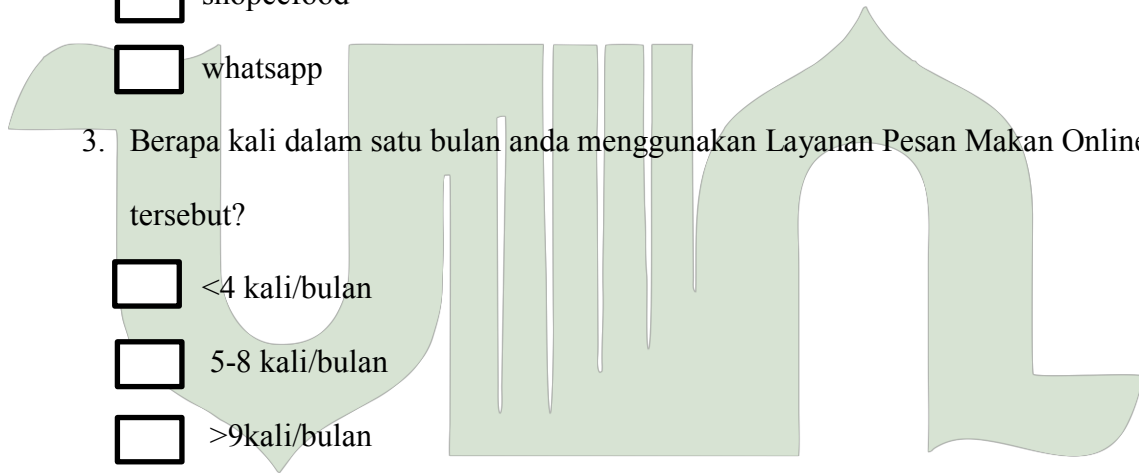 shopeefood
whatsapp
3. Berapa kali dalam satu bulan anda menggunakan Layanan Pesan Makan Online
tersebut?
<4 kali/bulan
5-8 kali/bulan
>9kali/bulan